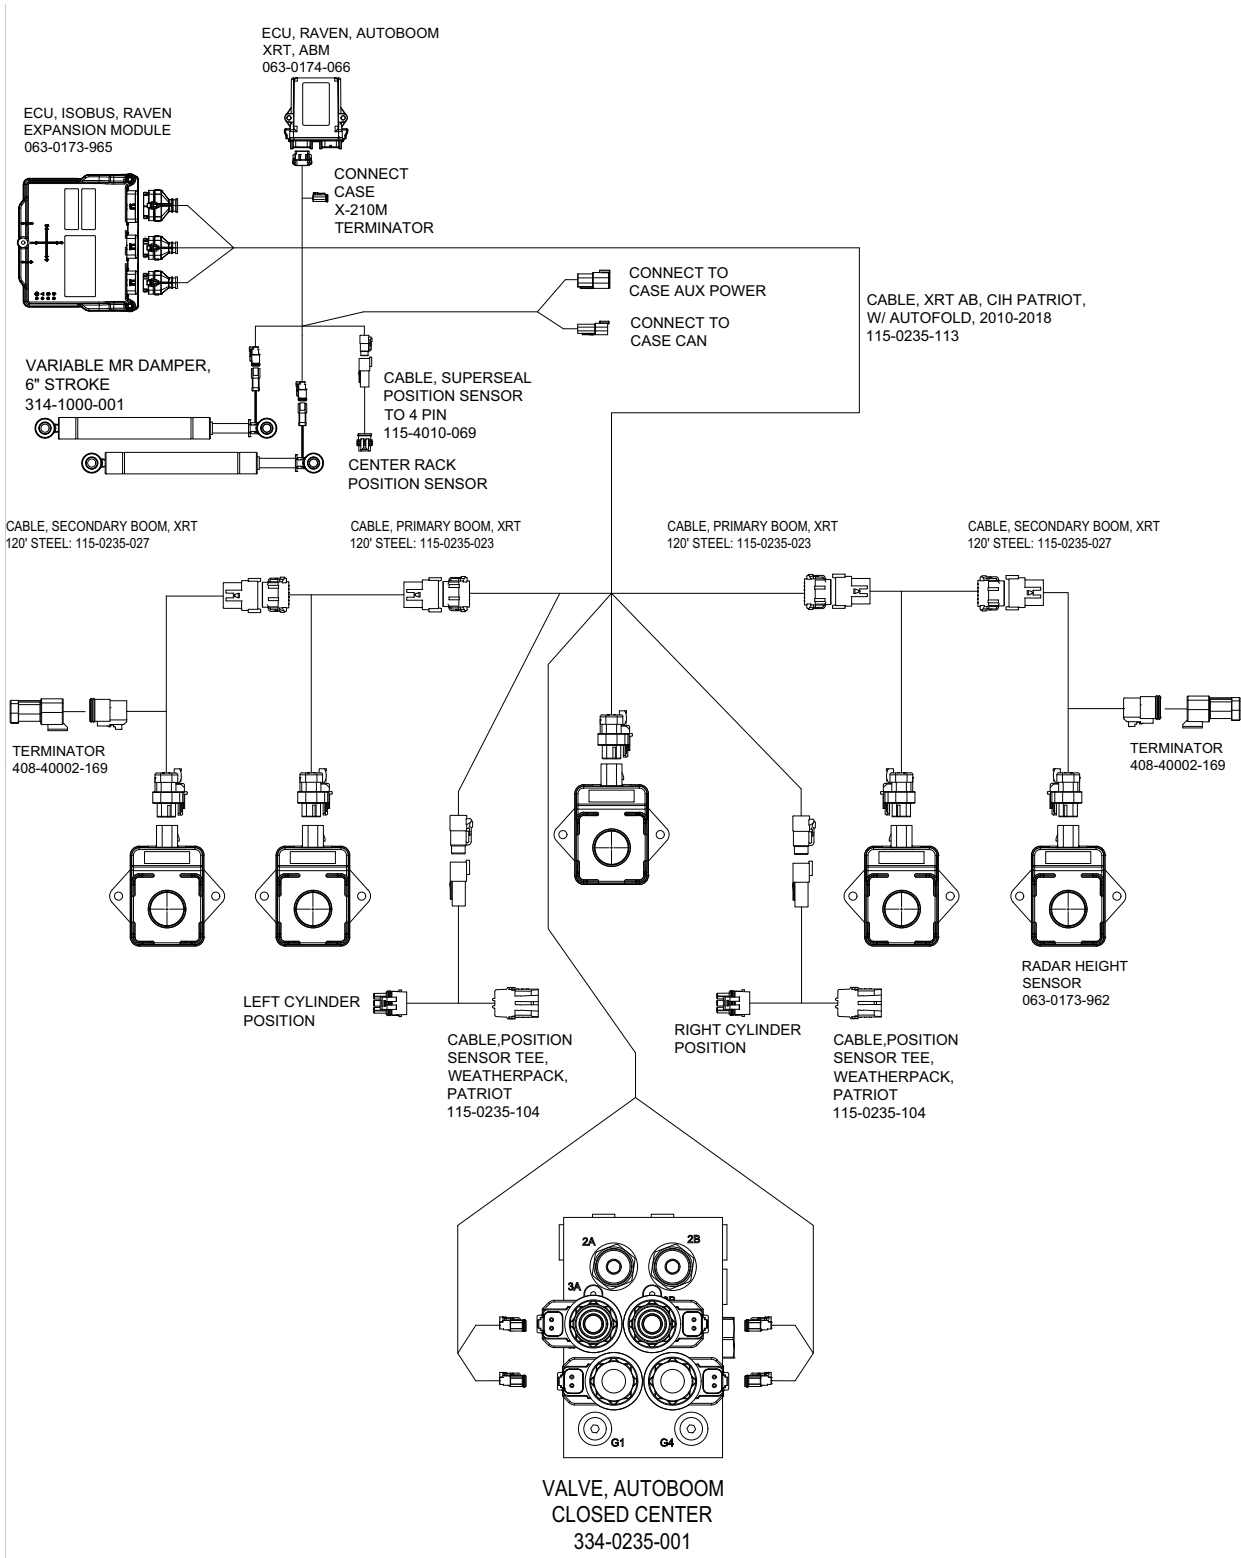 ECU, RAVEN, AUTOBOOM
XRT, ABM
063-0174-066
ECU, ISOBUS, RAVEN
EXPANSION MODULE
063-0173-965
CONNECT
CASE
X-210M
TERMINATOR
CONNECT TO
CASE AUX POWER
CONNECT TO
CASE CAN
CABLE, XRT AB, CIH PATRIOT,
W/ AUTOFOLD, 2010-2018
115-0235-113
VARIABLE MR DAMPER,
6" STROKE
314-1000-001
CABLE, SUPERSEAL
POSITION SENSOR
TO 4 PIN
115-4010-069
CENTER RACK
POSITION SENSOR
CABLE, SECONDARY BOOM, XRT
120' STEEL: 115-0235-027
CABLE, PRIMARY BOOM, XRT
120' STEEL: 115-0235-023
CABLE, PRIMARY BOOM, XRT
120' STEEL: 115-0235-023
CABLE, SECONDARY BOOM, XRT
120' STEEL: 115-0235-027
TERMINATOR
408-40002-169
TERMINATOR
408-40002-169
RADAR HEIGHT
SENSOR
063-0173-962
LEFT CYLINDER
POSITION
CABLE,POSITION
SENSOR TEE,
WEATHERPACK,
PATRIOT
115-0235-104
RIGHT CYLINDER
POSITION
CABLE,POSITION
SENSOR TEE,
WEATHERPACK,
PATRIOT
115-0235-104
2A
2B
3A
G1
G4
VALVE, AUTOBOOM
CLOSED CENTER
334-0235-001